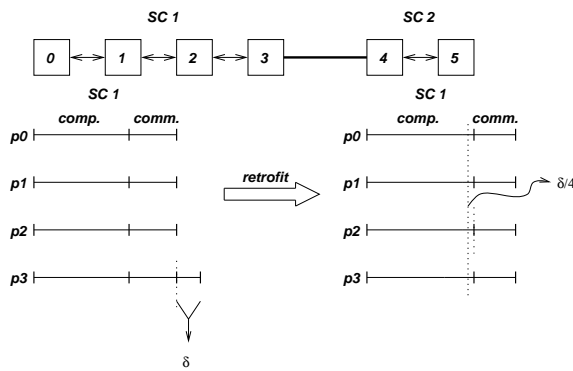 SC 1 SC 2
0 1 2 3 4 5
SC 1 SC 1
comp. comm. comp. comm.
p0 p0
p1 retrofit p1 δ/4
p2 p2
p3 p3
δ